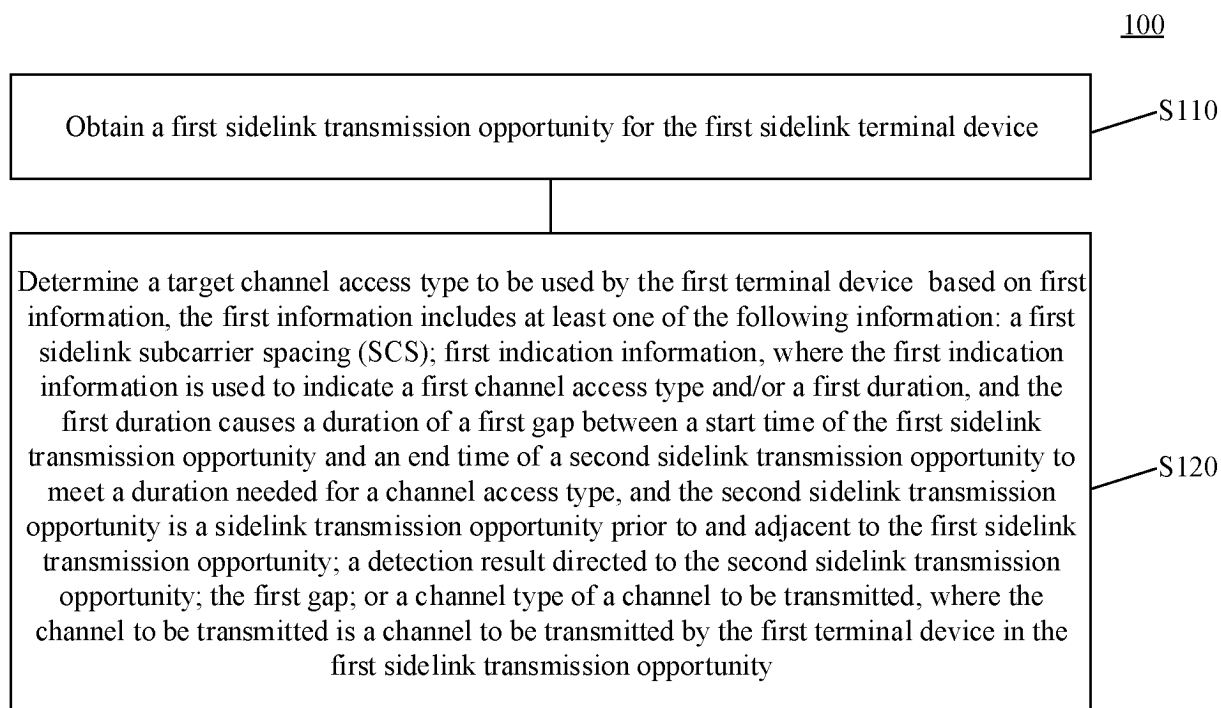 100
Obtain a first sidelink transmission opportunity for the first sidelink terminal device
S110
Determine a target channel access type to be used by the first terminal device based on first
information, the first information includes at least one of the following information: a first
sidelink subcarrier spacing (SCS); first indication information, where the first indication
information is used to indicate a first channel access type and/or a first duration, and the
first duration causes a duration of a first gap between a start time of the first sidelink
transmission opportunity and an end time of a second sidelink transmission opportunity to
meet a duration needed for a channel access type, and the second sidelink transmission
opportunity is a sidelink transmission opportunity prior to and adjacent to the first sidelink
transmission opportunity; a detection result directed to the second sidelink transmission
opportunity; the first gap; or a channel type of a channel to be transmitted, where the
channel to be transmitted is a channel to be transmitted by the first terminal device in the
first sidelink transmission opportunity
S120